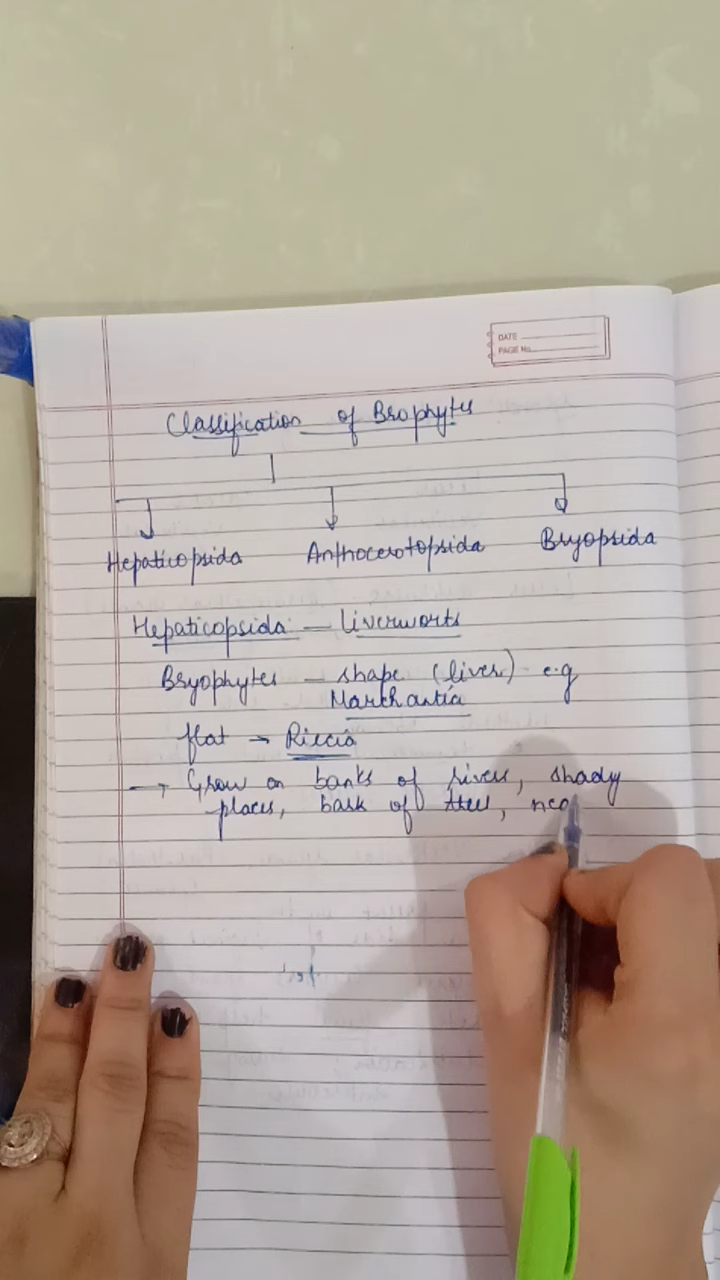 DATE
PAGE No.
Classification of Brophytes
Hepaticopsida Anthocerotopsida Bryopsida
Hepaticopsida – liverworts
Bryophytes – shape (liver) e.g
Marchantia
flat → Riccia
→ Grow on banks of rivers, shady
places, bark of trees, nea